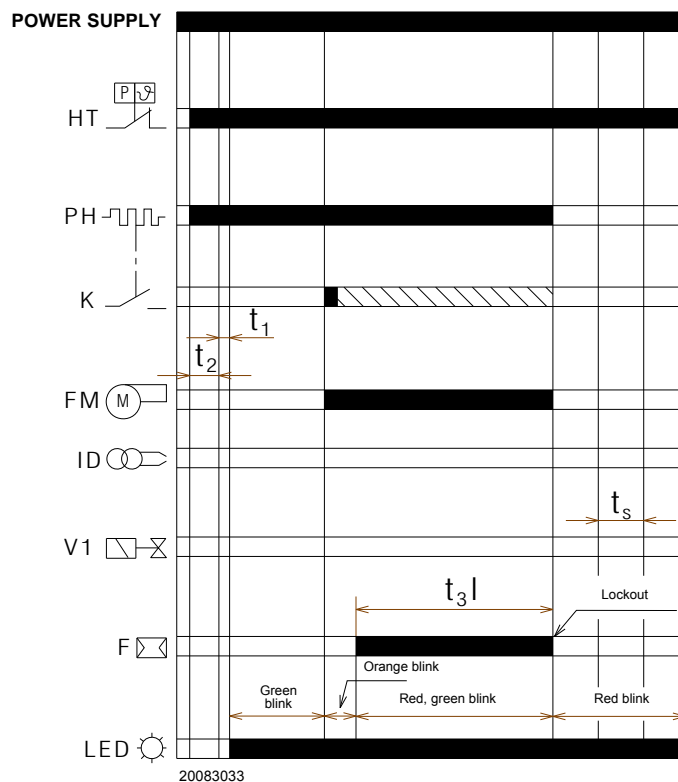 POWER SUPPLY
P ϑ
HT
PH
K
t1
t2
FM M
ID
ts
V1
t3l
Lockout
F
Orange blink
Green
blink
Red, green blink
Red blink
LED
20083033